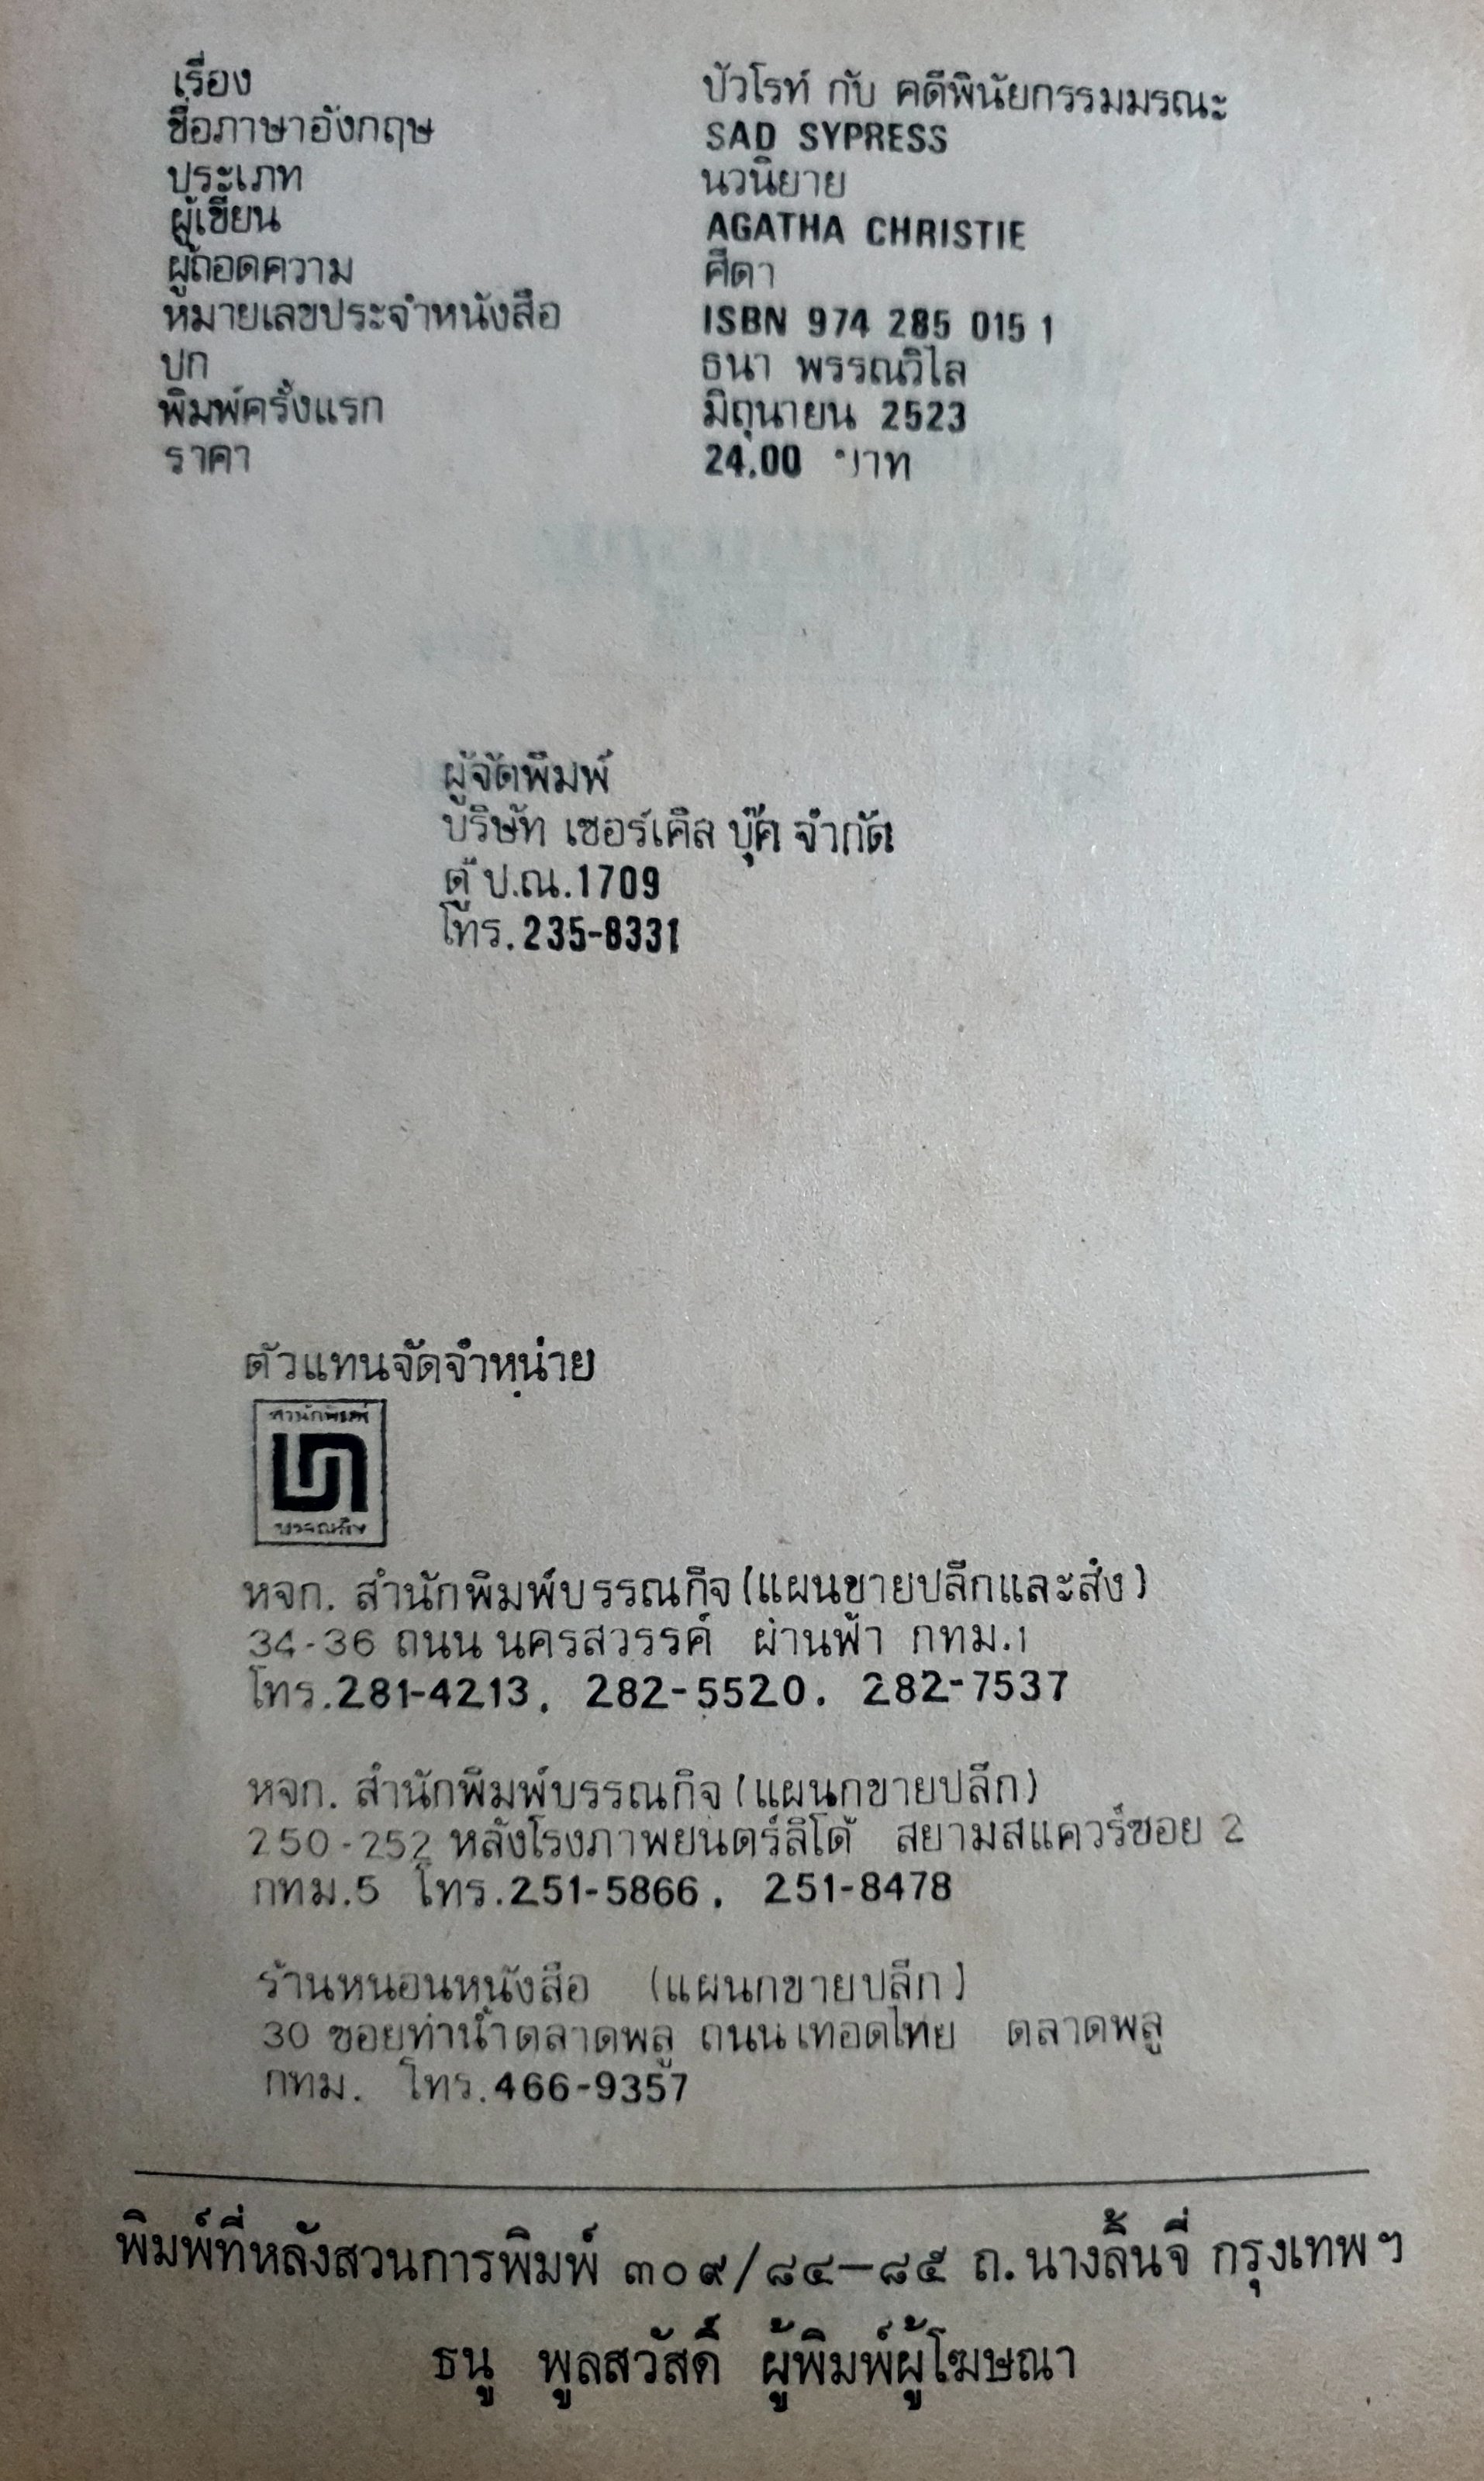 เรื่อง ปัวโรท์ กับ คดีพินัยกรรมมรณะ
ชื่อภาษาอังกฤษ SAD SYPRESS
ประเภท นวนิยาย
ผู้เขียน AGATHA CHRISTIE
ผู้ถอดความ ศีดา
หมายเลขประจำหนังสือ ISBN 974 285 015 1
ปก ธนา พรรณวิไล
พิมพ์ครั้งแรก มิถุนายน 2523
ราคา 24.00 บาท
ผู้จัดพิมพ์
บริษัท เซอร์เคิล บุ๊ค จำกัด
ตู้ ป.ณ.1709
โทร.235-8331
ตัวแทนจัดจำหน่าย
สำนักพิมพ์
บรรณกิจ
หจก. สำนักพิมพ์บรรณกิจ (แผนขายปลีกและส่ง)
34-36 ถนน นครสวรรค์ ผ่านฟ้า กทม.1
โทร.281-4213, 282-5520, 282-7537
หจก. สำนักพิมพ์บรรณกิจ (แผนกขายปลีก)
250-252 หลังโรงภาพยนตร์ลิโด้ สยามสแควร์ซอย 2
กทม.5 โทร.251-5866, 251-8478
ร้านหนอนหนังสือ (แผนกขายปลีก)
30 ซอยท่าน้ำตลาดพลู ถนน เทอดไทย ตลาดพลู
กทม. โทร.466-9357
พิมพ์ที่หลังสวนการพิมพ์ ๓๐๙/๘๔–๘๕ ถ. นางลิ้นจี่ กรุงเทพฯ
ธนู พูลสวัสดิ์ ผู้พิมพ์ผู้โฆษณา